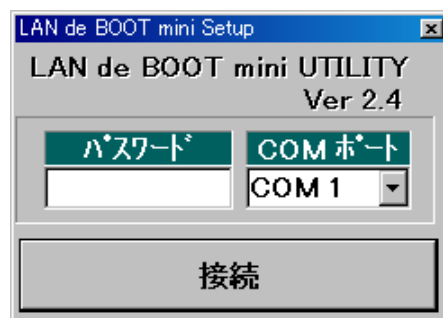 LAN de BOOT mini Setup
LAN de BOOT mini UTILITY
Ver 2.4
ﾊﾟｽﾜｰﾄﾞ COM ﾎﾟｰﾄ
COM 1
接続